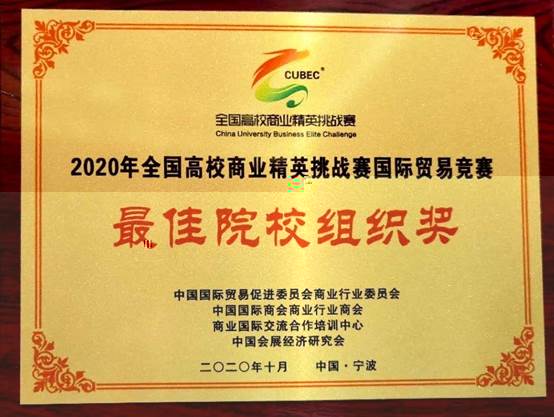 CUBEC®
全国高校商业精英挑战赛
China University Business Elite Challenge
2020年全国高校商业精英挑战赛国际贸易竞赛
最佳院校组织奖
中国国际贸易促进委员会商业行业委员会
中国国际商会商业行业商会
商业国际交流合作培训中心
中国会展经济研究会
二〇二〇年十月 中国·宁波